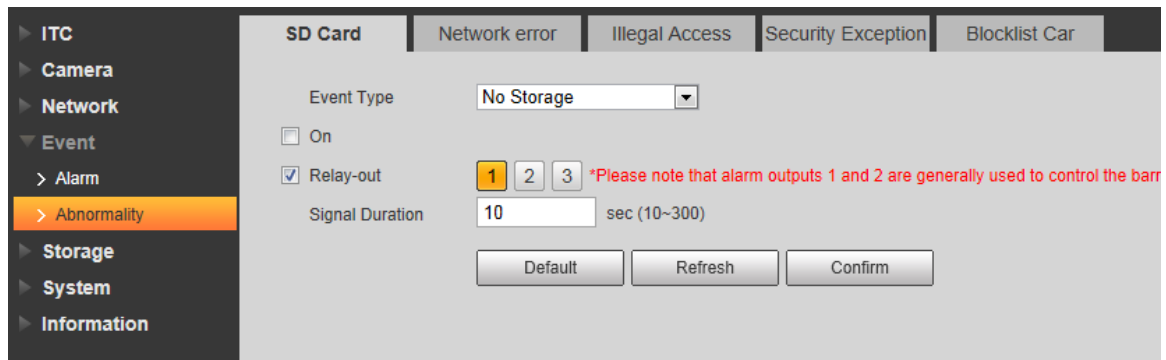 ITC
Camera
Network
Event
Alarm
Abnormality
Storage
System
Information
SD Card Network error Illegal Access Security Exception Blocklist Car
Event Type No Storage
On
Relay-out 1 2 3 *Please note that alarm outputs 1 and 2 are generally used to control the barr
Signal Duration 10 sec (10~300)
Default Refresh Confirm